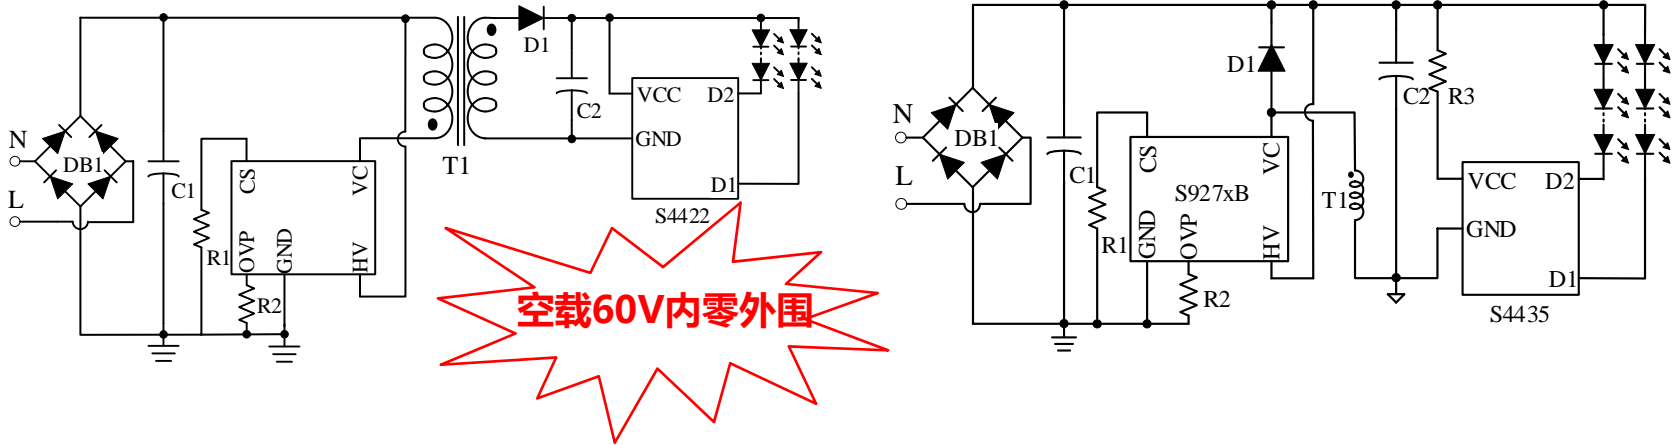 N
L
DB1
C1
R1
CS
VC
OVP
GND
HV
R2
T1
D1
C2
VCC
D2
GND
D1
S4422
空载60V内零外围
N
L
DB1
C1
R1
CS
VC
S927xB
GND
OVP
HV
R2
D1
T1
C2
R3
VCC
D2
GND
D1
S4435